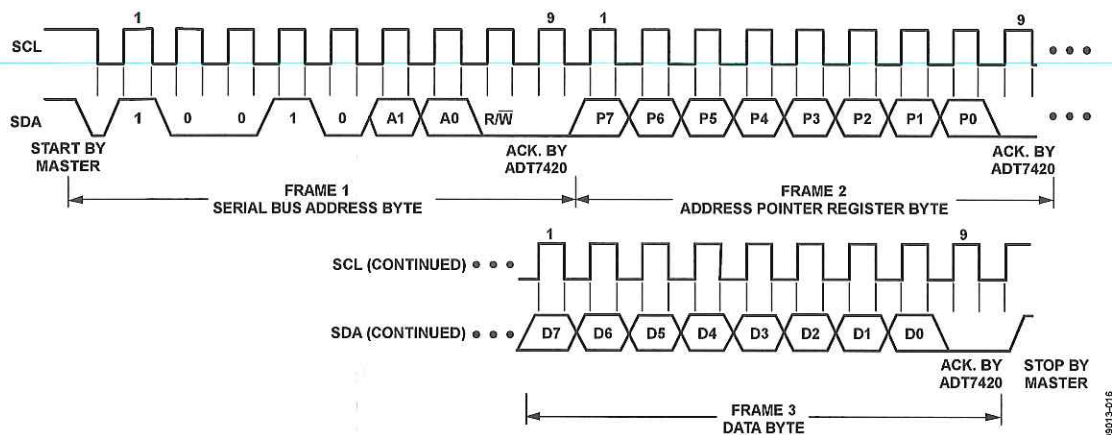 1 9 1 9
SCL
SDA
1 0 0 1 0 A1 A0 R/W̅ P7 P6 P5 P4 P3 P2 P1 P0
START BY
MASTER
ACK. BY
ADT7420
ACK. BY
ADT7420
FRAME 1
SERIAL BUS ADDRESS BYTE
FRAME 2
ADDRESS POINTER REGISTER BYTE
1 9
SCL (CONTINUED)
SDA (CONTINUED)
D7 D6 D5 D4 D3 D2 D1 D0
ACK. BY
ADT7420
STOP BY
MASTER
FRAME 3
DATA BYTE
09013-016